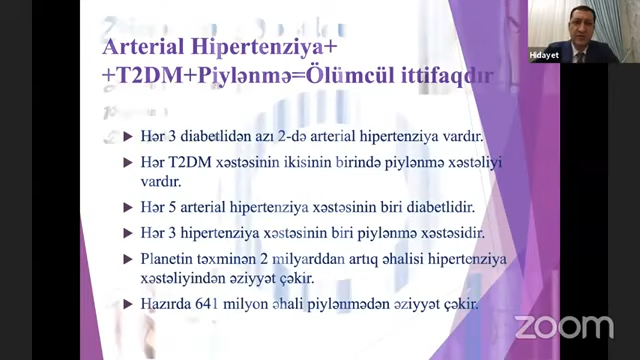 Arterial Hipertenziya+
+T2DM+Piylənmə=Ölümcül ittifaqdır
Hər 3 diabetlidən azı 2-də arterial hipertenziya vardır.
Hər T2DM xəstəsinin ikisinin birində piylənmə xəstəliyi
vardır.
Hər 5 arterial hipertenziya xəstəsinin biri diabetlidir.
Hər 3 hipertenziya xəstəsinin biri piylənmə xəstəsidir.
Planetin təxminən 2 milyarddan artıq əhalisi hipertenziya
xəstəliyindən əziyyət çəkir.
Hazırda 641 milyon əhali piylənmədən əziyyət çəkir.
Hidayet
zoom